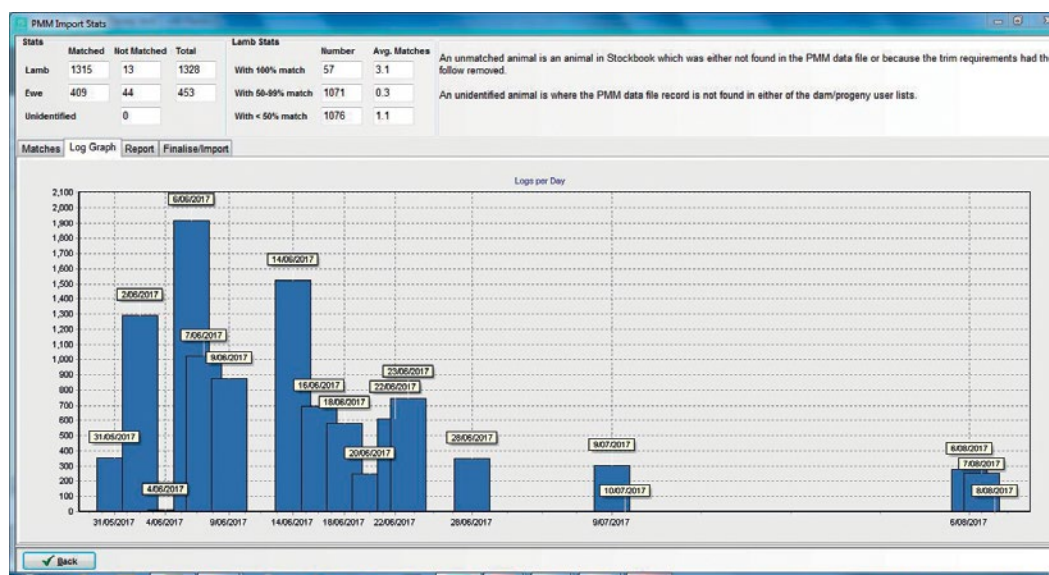 PMM Import Stats
Stats
Matched Not Matched Total
Lamb 1315 13 1328
Ewe 409 44 453
Unidentified 0
Lamb Stats
Number Avg. Matches
With 100% match 57 3.1
With 50-99% match 1071 0.3
With < 50% match 1076 1.1
An unmatched animal is an animal in Stockbook which was either not found in the PMM data file or because the trim requirements had the
follow removed.
An unidentified animal is where the PMM data file record is not found in either of the dam/progeny user lists.
Matches Log Graph Report Finalise/Import
Logs per Day
2,100
2,000
1,900
1,800
1,700
1,600
1,500
1,400
1,300
1,200
1,100
1,000
900
800
700
600
500
400
300
200
100
0
31/05/2017
2/06/2017
4/06/2017
6/06/2017
7/06/2017
9/06/2017
14/06/2017
16/06/2017
18/06/2017
20/06/2017
22/06/2017
23/06/2017
28/06/2017
9/07/2017
10/07/2017
6/08/2017
7/08/2017
8/08/2017
31/05/2017 4/06/2017 9/06/2017 14/06/2017 18/06/2017 22/06/2017 28/06/2017 9/07/2017 6/08/2017
Back